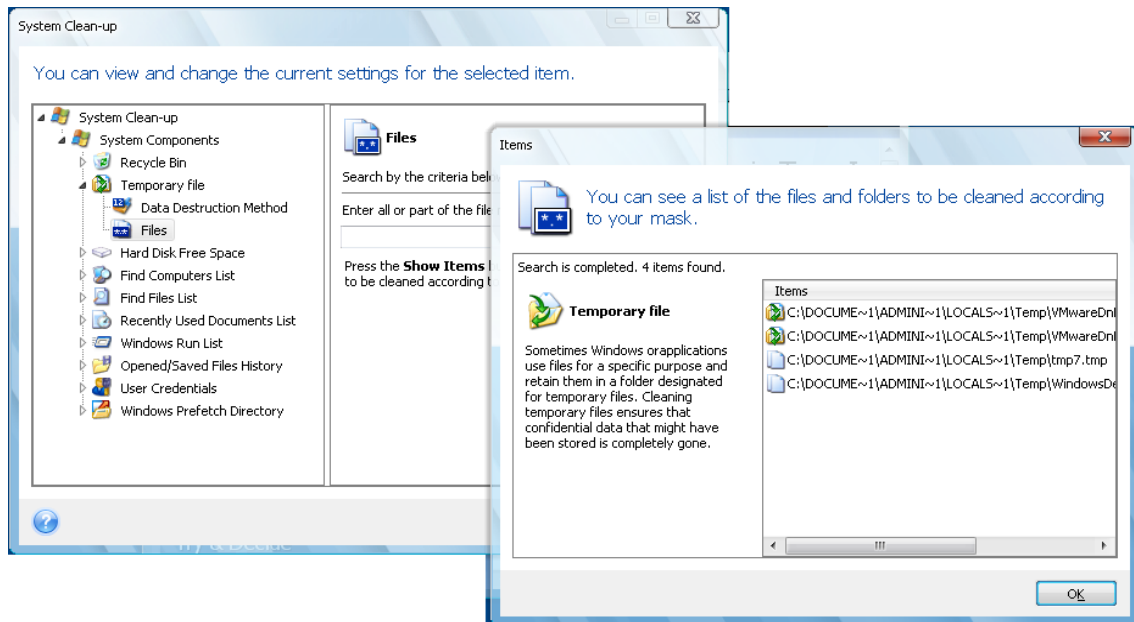 System Clean-up
You can view and change the current settings for the selected item.
System Clean-up
System Components
Recycle Bin
Temporary file
Data Destruction Method
Files
Hard Disk Free Space
Find Computers List
Find Files List
Recently Used Documents List
Windows Run List
Opened/Saved Files History
User Credentials
Windows Prefetch Directory
Files
Search by the criteria
Enter all or part of the file
Press the Show Items
to be cleaned according
Try & Decide
Items
You can see a list of the files and folders to be cleaned according
to your mask.
Search is completed. 4 items found.
Temporary file
Sometimes Windows orapplications
use files for a specific purpose and
retain them in a folder designated
for temporary files. Cleaning
temporary files ensures that
confidential data that might have
been stored is completely gone.
Items
C:\DOCUME~1\ADMINI~1\LOCALS~1\Temp\VMwareDn
C:\DOCUME~1\ADMINI~1\LOCALS~1\Temp\VMwareDn
C:\DOCUME~1\ADMINI~1\LOCALS~1\Temp\tmp7.tmp
C:\DOCUME~1\ADMINI~1\LOCALS~1\Temp\WindowsDe
OK